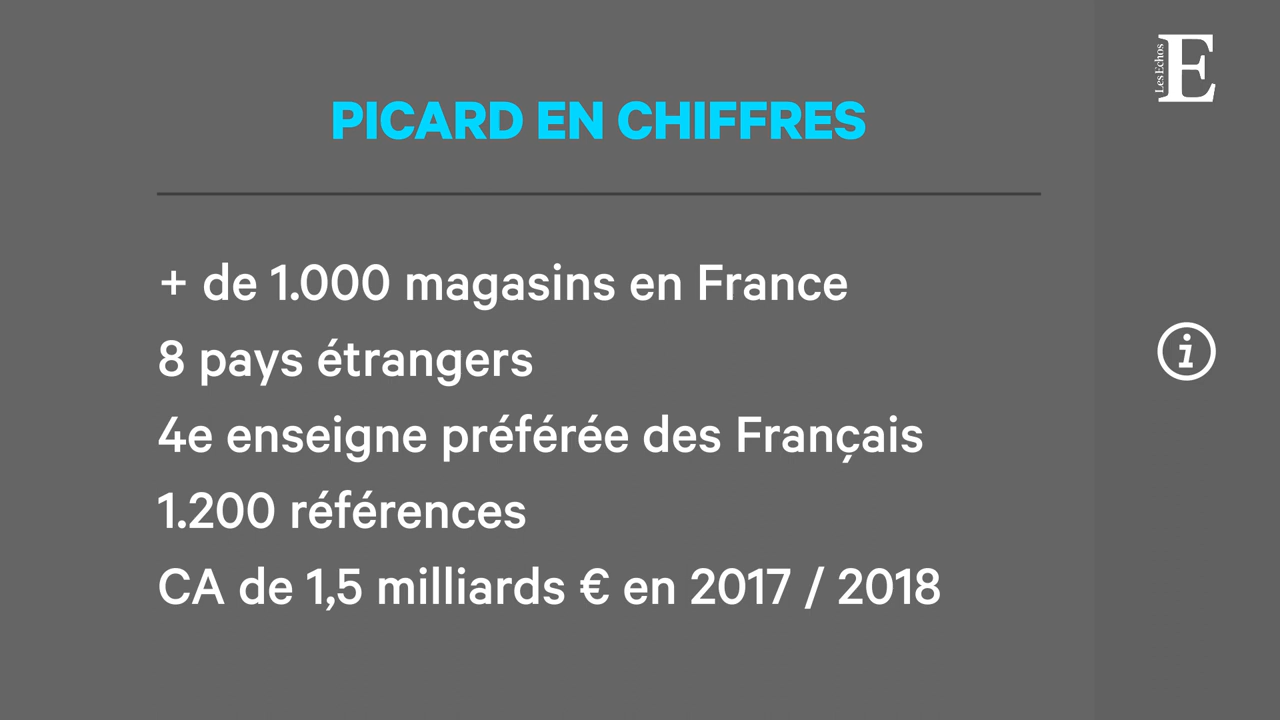 Les Echos
E
PICARD EN CHIFFRES
+ de 1.000 magasins en France
8 pays étrangers
4e enseigne préférée des Français
1.200 références
CA de 1,5 milliards € en 2017 / 2018
i